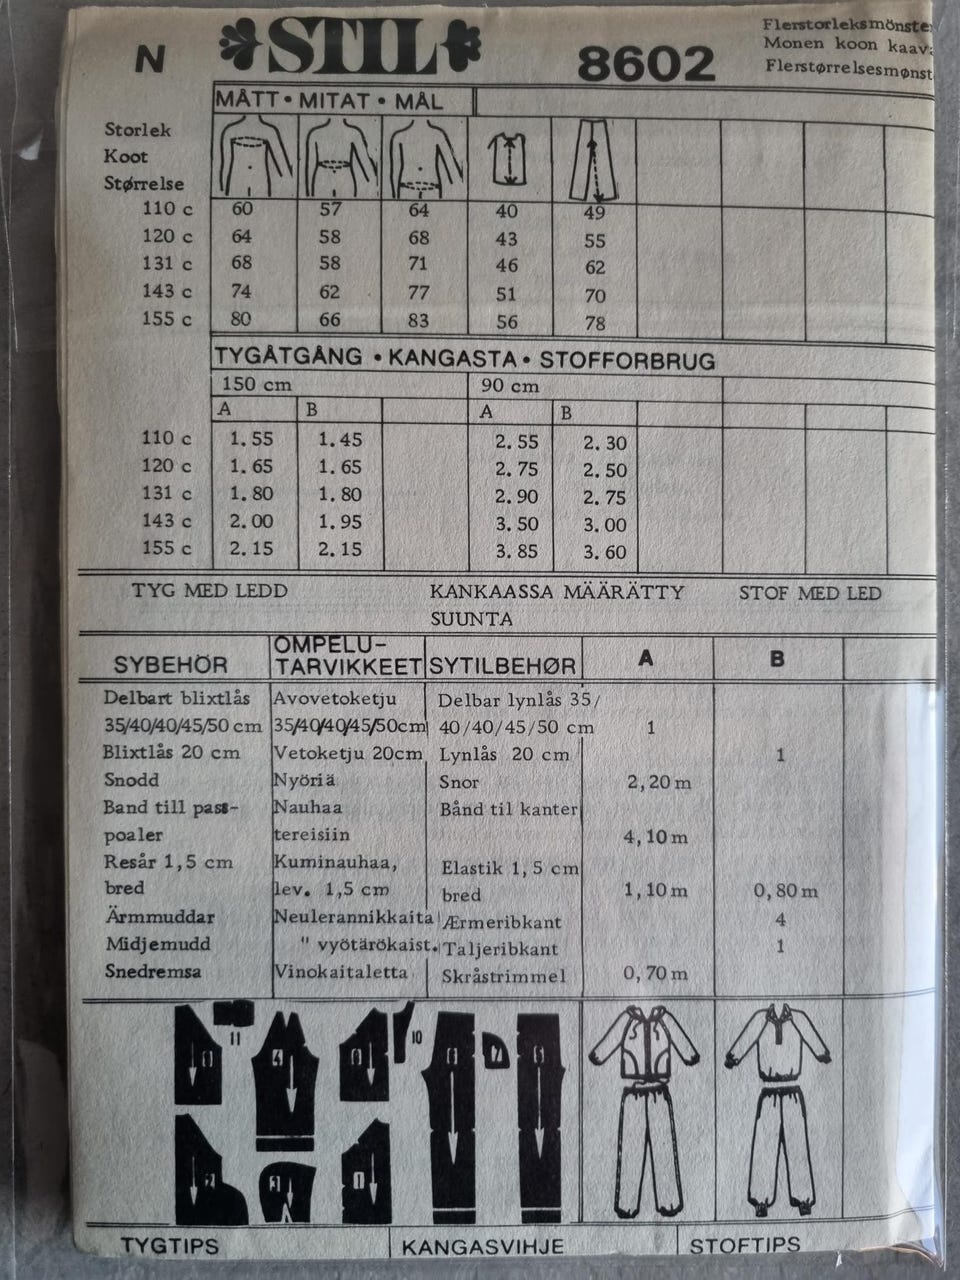 N STIL 8602 Flerstorleksmönster
Monen koon
Flerstørrelsesmønst
MÅTT • MITAT • MÅL
Storlek
Koot
Størrelse
110 c 60 57 64 40 49
120 c 64 58 68 43 55
131 c 68 58 71 46 62
143 c 74 62 77 51 70
155 c 80 66 83 56 78
TYGÅTGÅNG • KANGASTA • STOFFORBRUG
150 cm 90 cm
A B A B
110 c 1.55 1.45 2.55 2.30
120 c 1.65 1.65 2.75 2.50
131 c 1.80 1.80 2.90 2.75
143 c 2.00 1.95 3.50 3.00
155 c 2.15 2.15 3.85 3.60
TYG MED LEDD KANKAASSA MÄÄRÄTTY STOF MED LED
SUUNTA
OMPELU-
SYBEHÖR TARVIKKEET SYTILBEHØR A B
Delbart blixtlås Avovetoketju Delbar lynlås 35/
35/40/40/45/50 cm 35/40/40/45/50cm 40/40/45/50 cm 1
Blixtlås 20 cm Vetoketju 20cm Lynlås 20 cm 1
Snodd Nyöriä Snor 2,20 m
Band till pass- Nauhaa Bånd til kanter
poaler tereisiin 4,10 m
Resår 1,5 cm Kuminauhaa, Elastik 1,5 cm
bred lev. 1,5 cm bred 1,10 m 0,80 m
Ärmmuddar Neulerannikkaita Ærmeribkant 4
Midjemudd " vyötärökaist. Taljeribkant 1
Snedremsa Vinokaitaletta Skråstrimmel 0,70 m
11 10
4 7
2 3 1
TYGTIPS KANGASVIHJE STOFTIPS